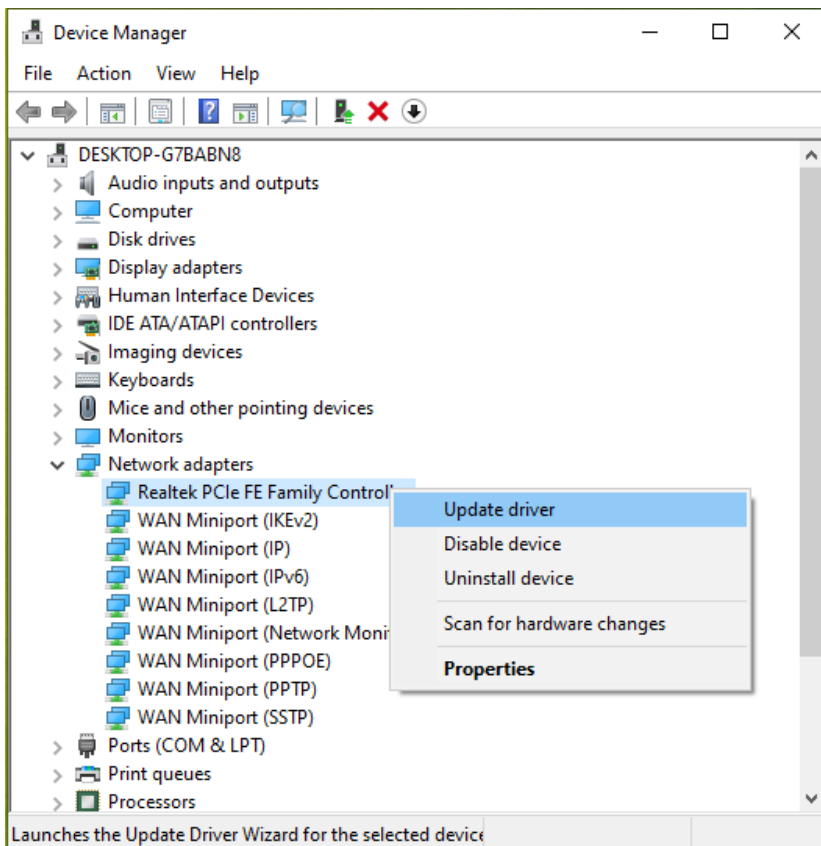 Device Manager
File Action View Help
DESKTOP-G7BABN8
Audio inputs and outputs
Computer
Disk drives
Display adapters
Human Interface Devices
IDE ATA/ATAPI controllers
Imaging devices
Keyboards
Mice and other pointing devices
Monitors
Network adapters
Realtek PCIe FE Family Controll
WAN Miniport (IKEv2)
WAN Miniport (IP)
WAN Miniport (IPv6)
WAN Miniport (L2TP)
WAN Miniport (Network Monit
WAN Miniport (PPPOE)
WAN Miniport (PPTP)
WAN Miniport (SSTP)
Ports (COM & LPT)
Print queues
Processors
Update driver
Disable device
Uninstall device
Scan for hardware changes
Properties
Launches the Update Driver Wizard for the selected device